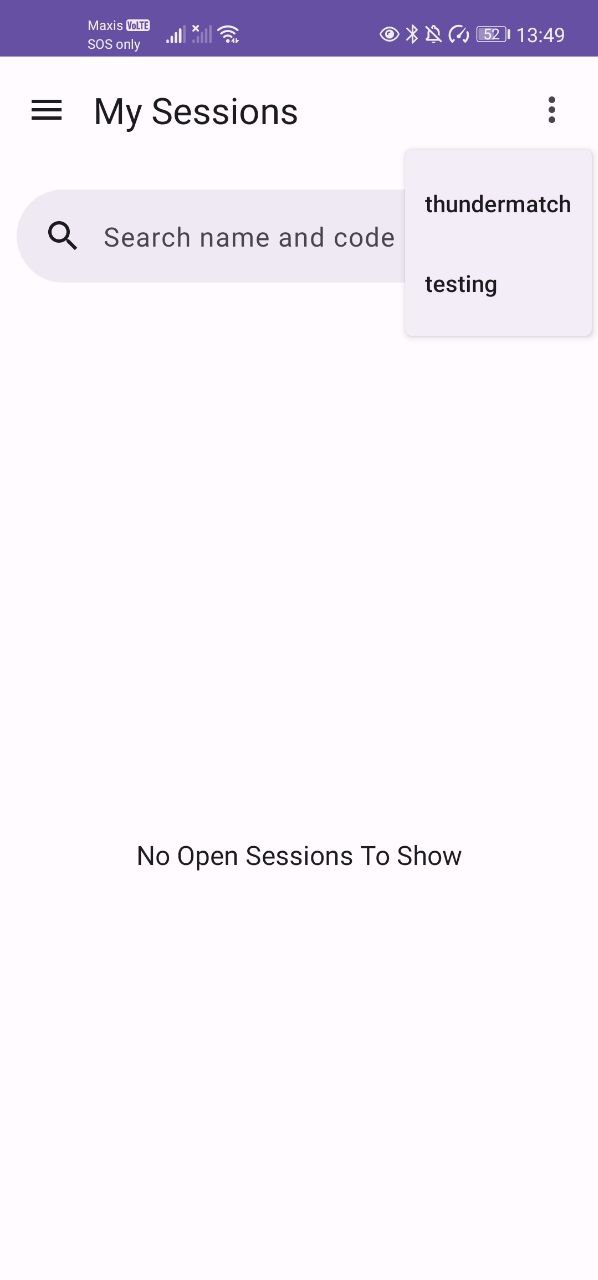 Maxis VoLTE
SOS only
52 13:49
My Sessions
thundermatch
Search name and code
testing
No Open Sessions To Show